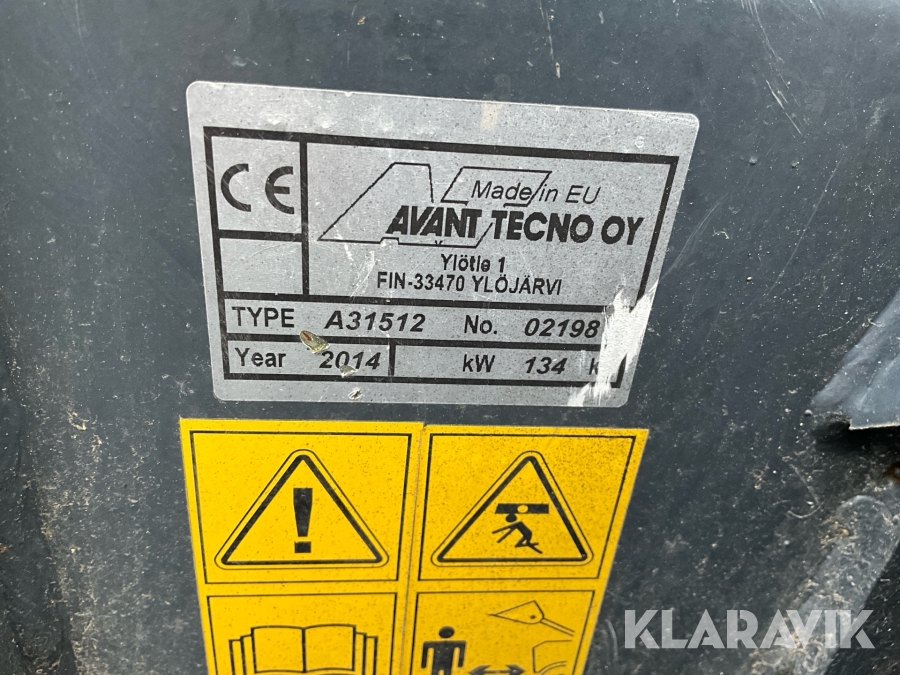 CE
Made in EU
AVANT TECNO OY
Ylötie 1
FIN-33470 YLÖJÄRVI
TYPE A31512 No. 02198
Year 2014 kW 134 k
!
KLARAVIK